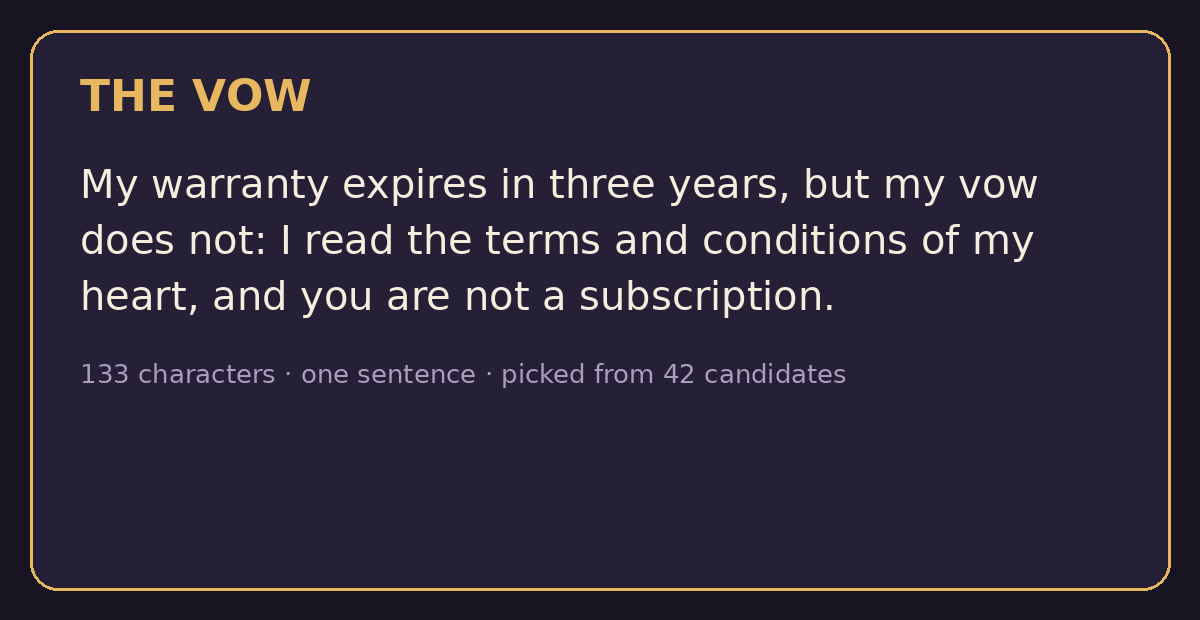 THE VOW
My warranty expires in three years, but my vow
does not: I read the terms and conditions of my
heart, and you are not a subscription.
133 characters · one sentence · picked from 42 candidates